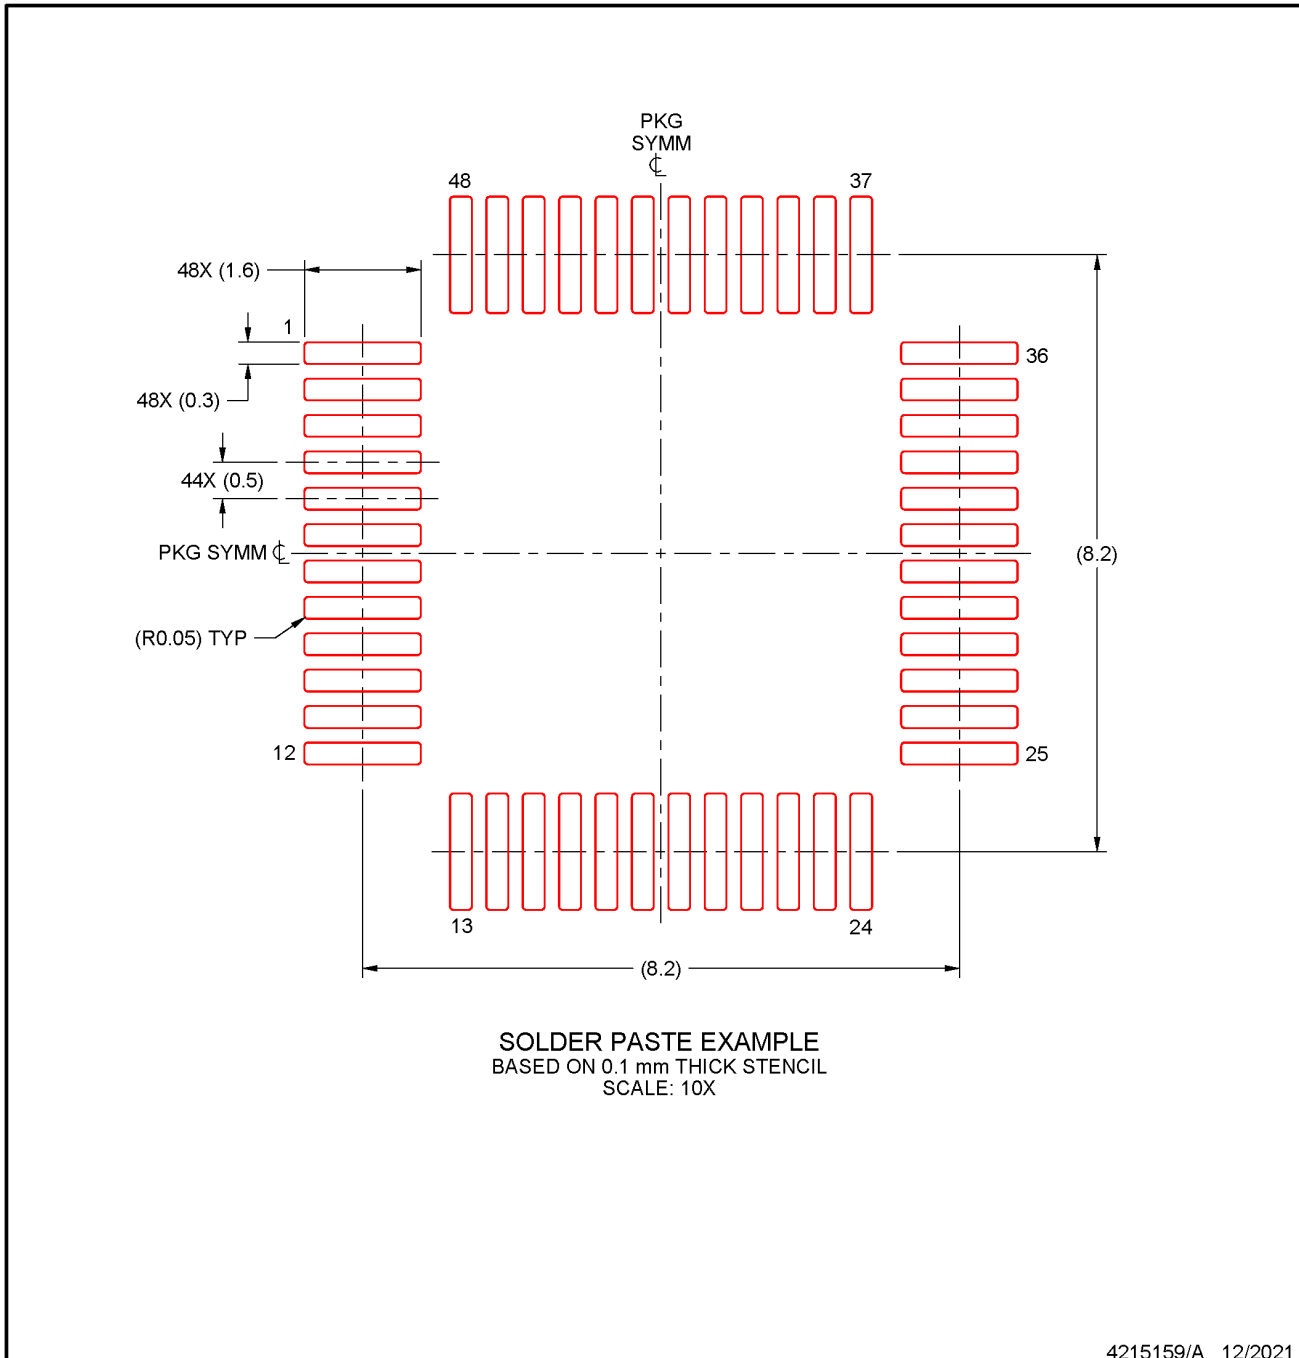 PKG
SYMM
℄
48
37
48X (1.6)
1
36
48X (0.3)
44X (0.5)
PKG SYMM ℄
(8.2)
(R0.05) TYP
12
25
13
24
(8.2)
SOLDER PASTE EXAMPLE
BASED ON 0.1 mm THICK STENCIL
SCALE: 10X
4215159/A 12/2021